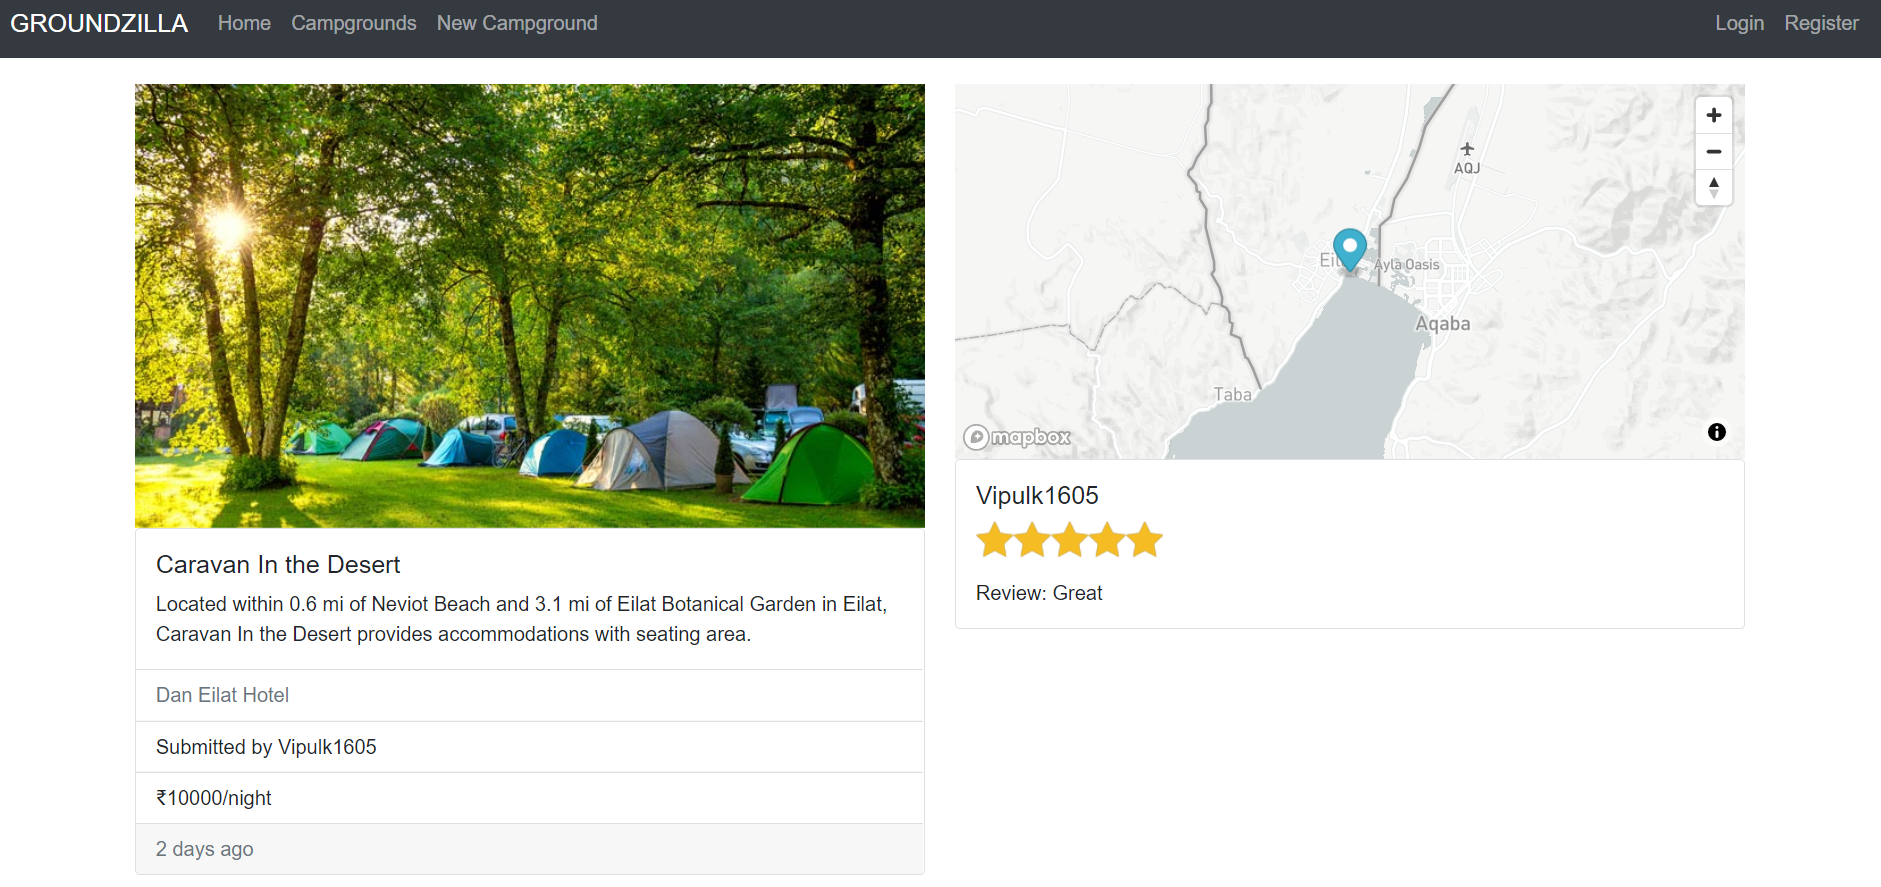 GROUNDZILLA Home Campgrounds New Campground Login Register
Caravan In the Desert
Located within 0.6 mi of Neviot Beach and 3.1 mi of Eilat Botanical Garden in Eilat,
Caravan In the Desert provides accommodations with seating area.
Dan Eilat Hotel
Submitted by Vipulk1605
₹10000/night
2 days ago
AQJ
Ayla Oasis
Aqaba
Taba
mapbox
Vipulk1605
Review: Great